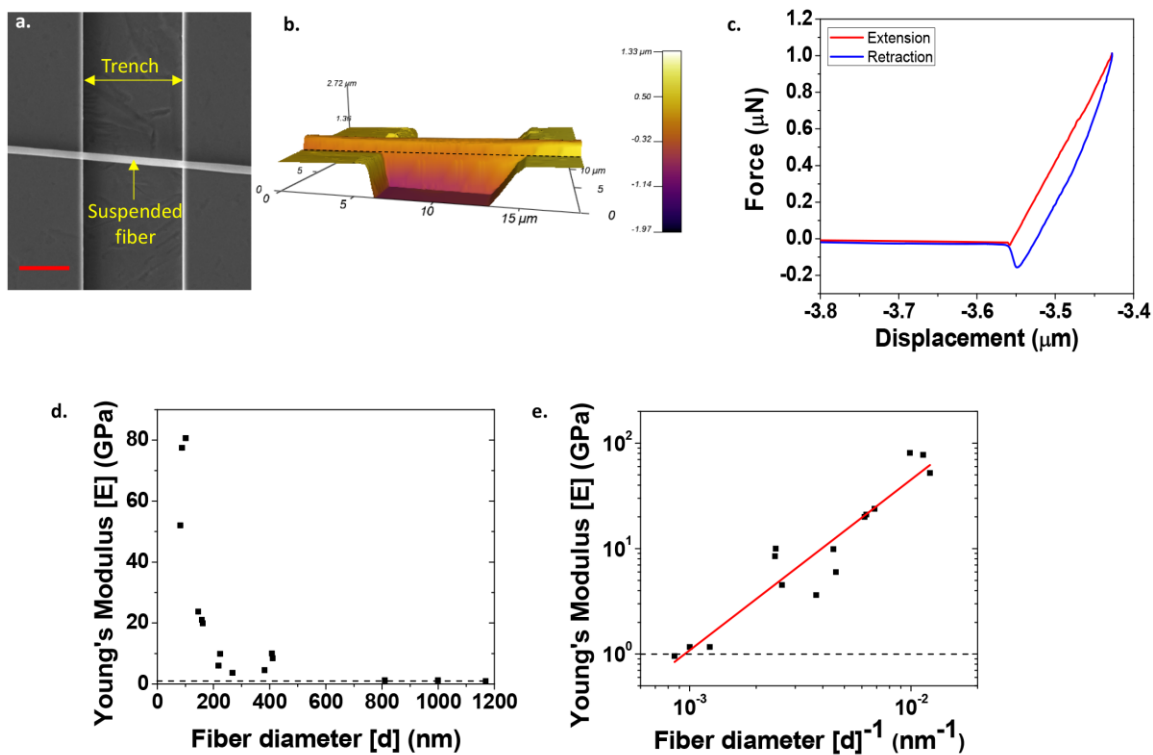 a.
Trench
Suspended
fiber
b.
2.72 μm
1.36
0
5
5
10
15 μm
0
5
10 μm
1.33 μm
0.50
-0.32
-1.14
-1.97
c.
Extension
Retraction
1.2
1.0
0.8
0.6
0.4
0.2
0.0
-0.2
Force (μN)
-3.8
-3.7
-3.6
-3.5
-3.4
Displacement (μm)
d.
Young's Modulus [E] (GPa)
80
60
40
20
0
0
200
400
600
800
1000
1200
Fiber diameter [d] (nm)
e.
Young's Modulus [E] (GPa)
10²
10¹
10⁰
10⁻³
10⁻²
Fiber diameter [d]⁻¹ (nm⁻¹)